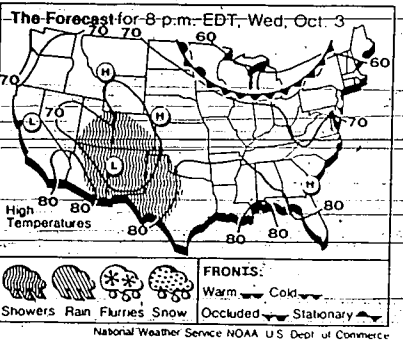 The Forecast for 8 p.m. EDT, Wed., Oct. 3
70 70 60
70 H 60
L 70 H 70
L H
High
Temperatures
80 80 80 80 80 80
FRONTS:
Warm Cold
Showers Rain Flurries Snow Occluded Stationary
National Weather Service NOAA U S Dept of Commerce